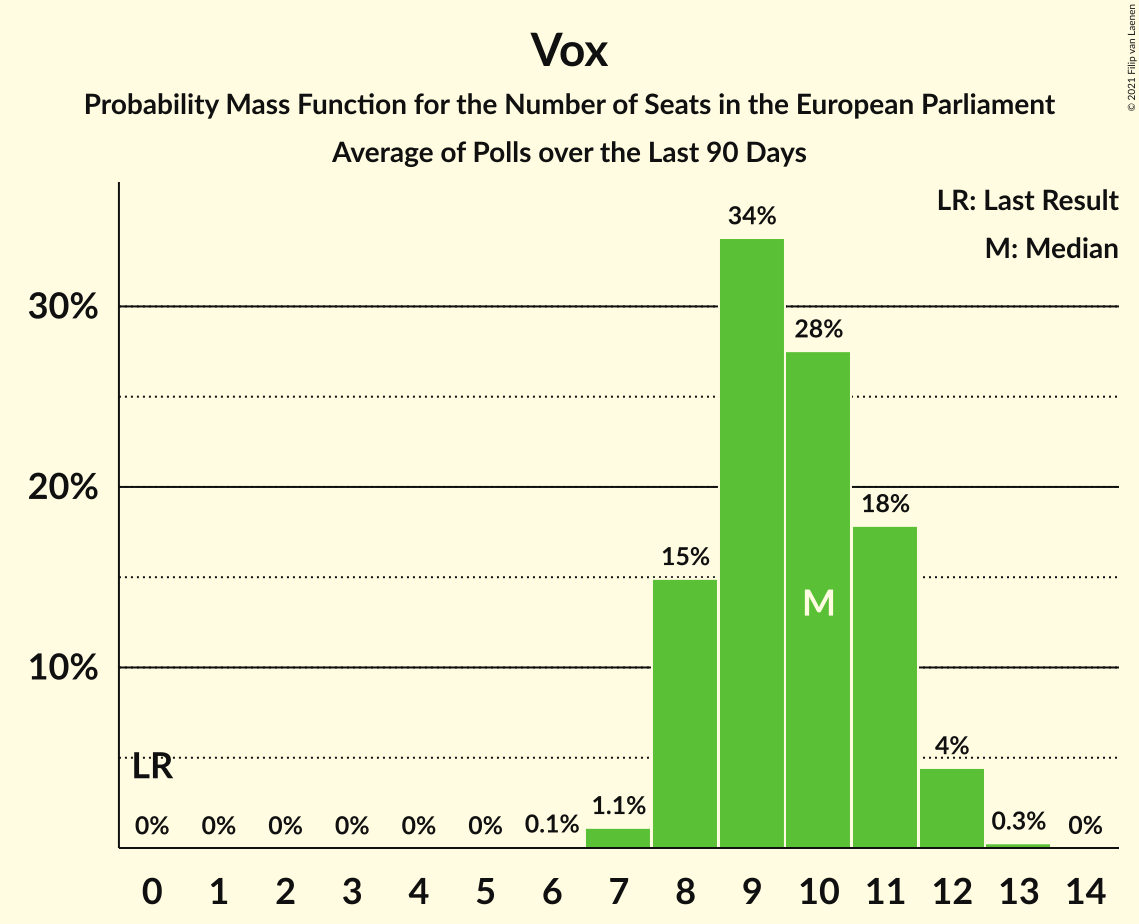 Vox
Probability Mass Function for the Number of Seats in the European Parliament
Average of Polls over the Last 90 Days
© 2021 Filip van Laenen
LR: Last Result
M: Median
30%
20%
10%
34%
28%
18%
15%
M
LR
4%
0% 0% 0% 0% 0% 0% 0.1% 1.1% 0.3% 0%
0 1 2 3 4 5 6 7 8 9 10 11 12 13 14